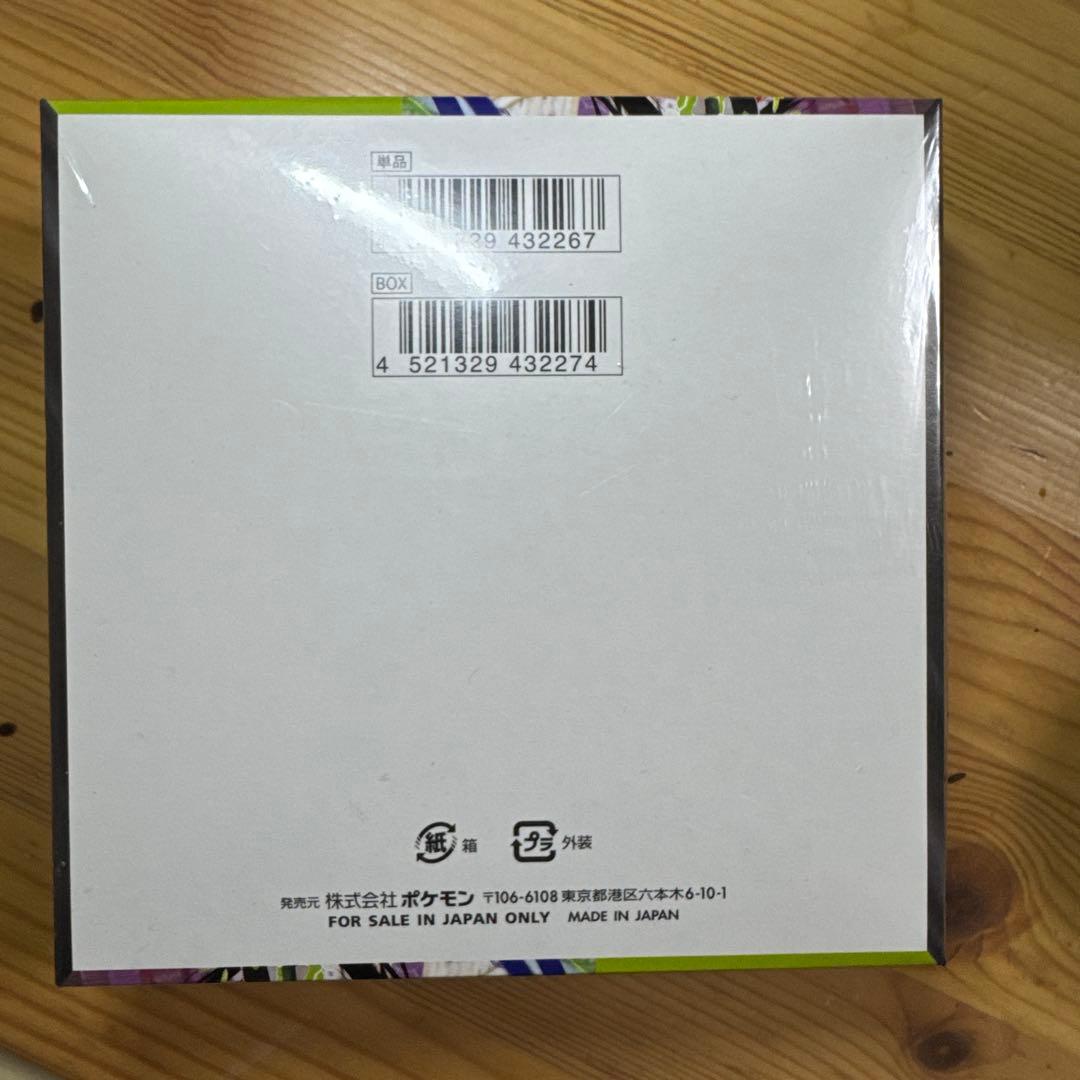 単品
39 432267
BOX
4 521329 432274
紙 箱 プラ 外装
発売元 株式会社 ポケモン 〒106-6108 東京都港区六本木6-10-1
FOR SALE IN JAPAN ONLY MADE IN JAPAN